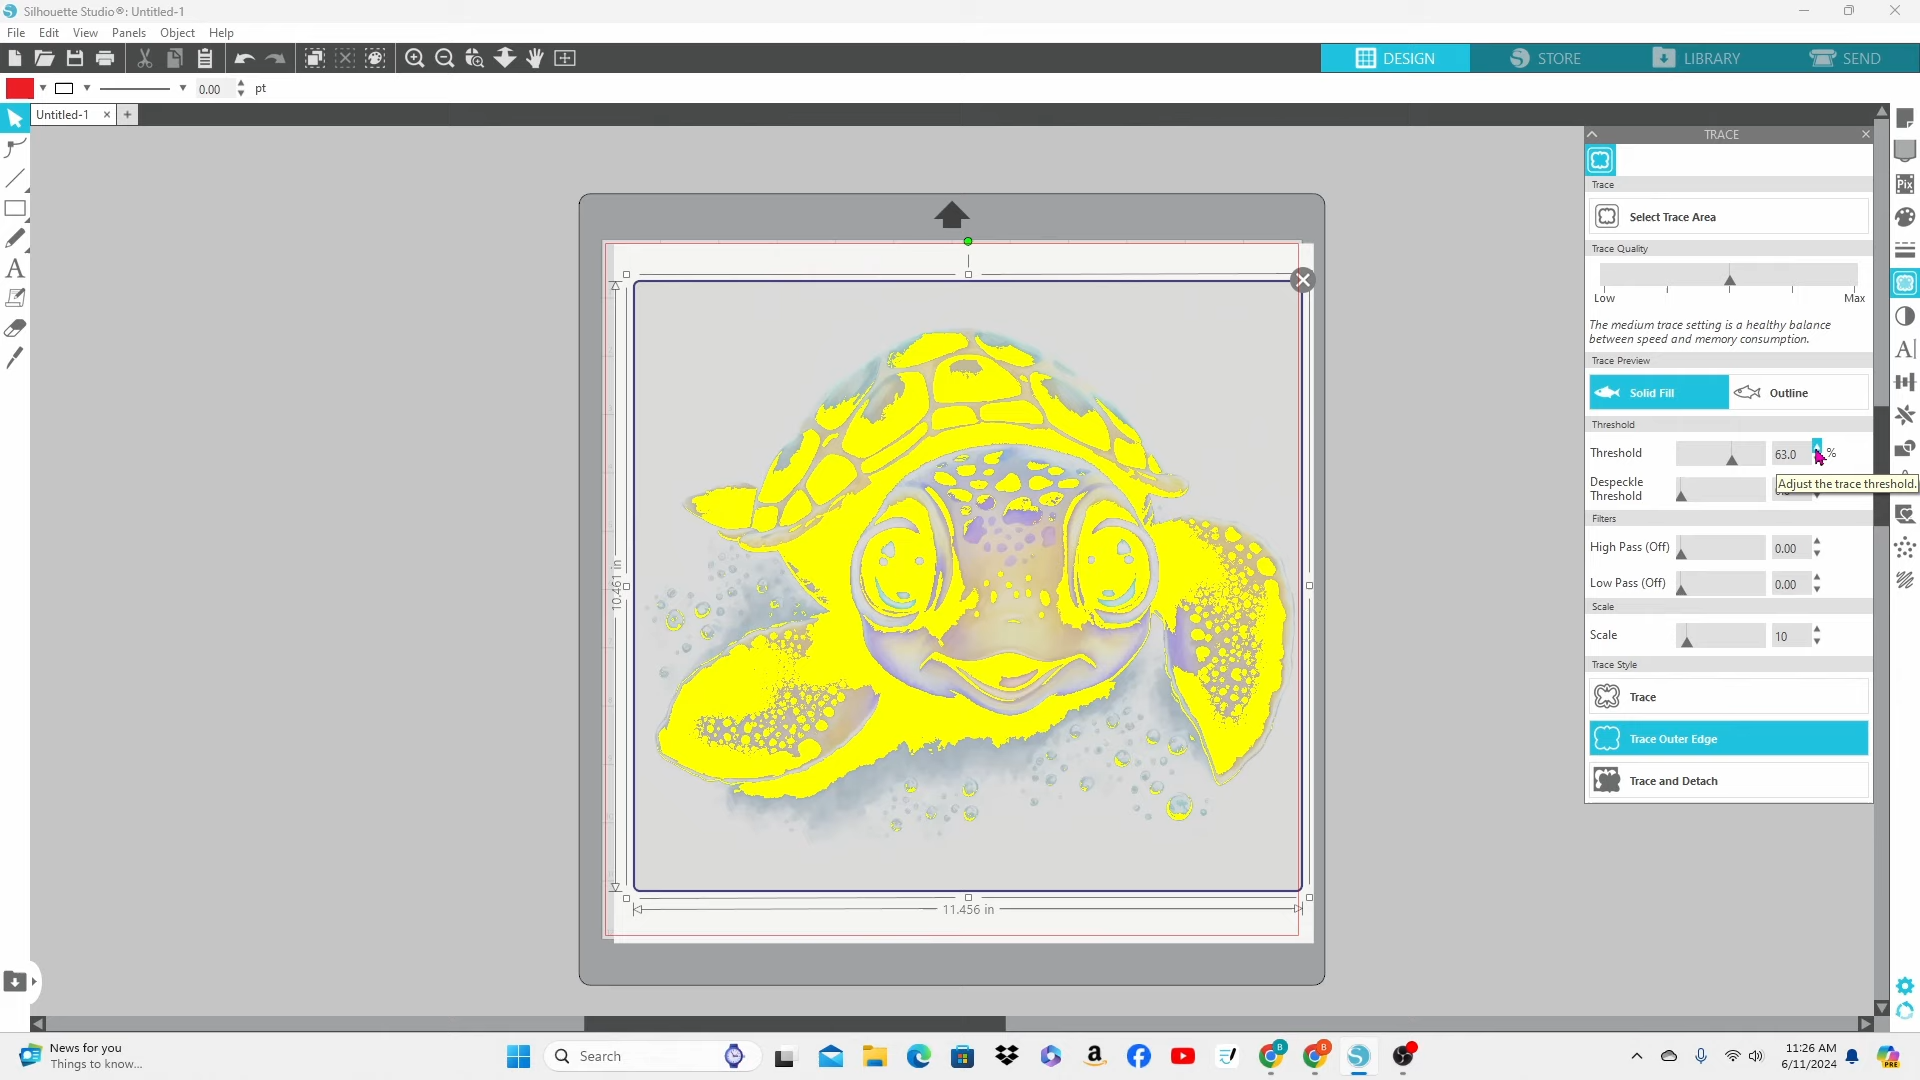 Silhouette Studio®: Untitled-1
File Edit View Panels Object Help
DESIGN STORE LIBRARY SEND
0.00 pt
Untitled-1
TRACE
Trace
Select Trace Area
Pix
Trace Quality
Low Max
The medium trace setting is a healthy balance
between speed and memory consumption.
Trace Preview
Solid Fill Outline
Threshold
Threshold 63.0 %
Adjust the trace threshold.
Despeckle
Threshold
Filters
High Pass (Off) 0.00
Low Pass (Off) 0.00
Scale
Scale 10
Trace Style
Trace
Trace Outer Edge
Trace and Detach
10.461 in
11.456 in
News for you
Things to know...
Search
11:26 AM
6/11/2024